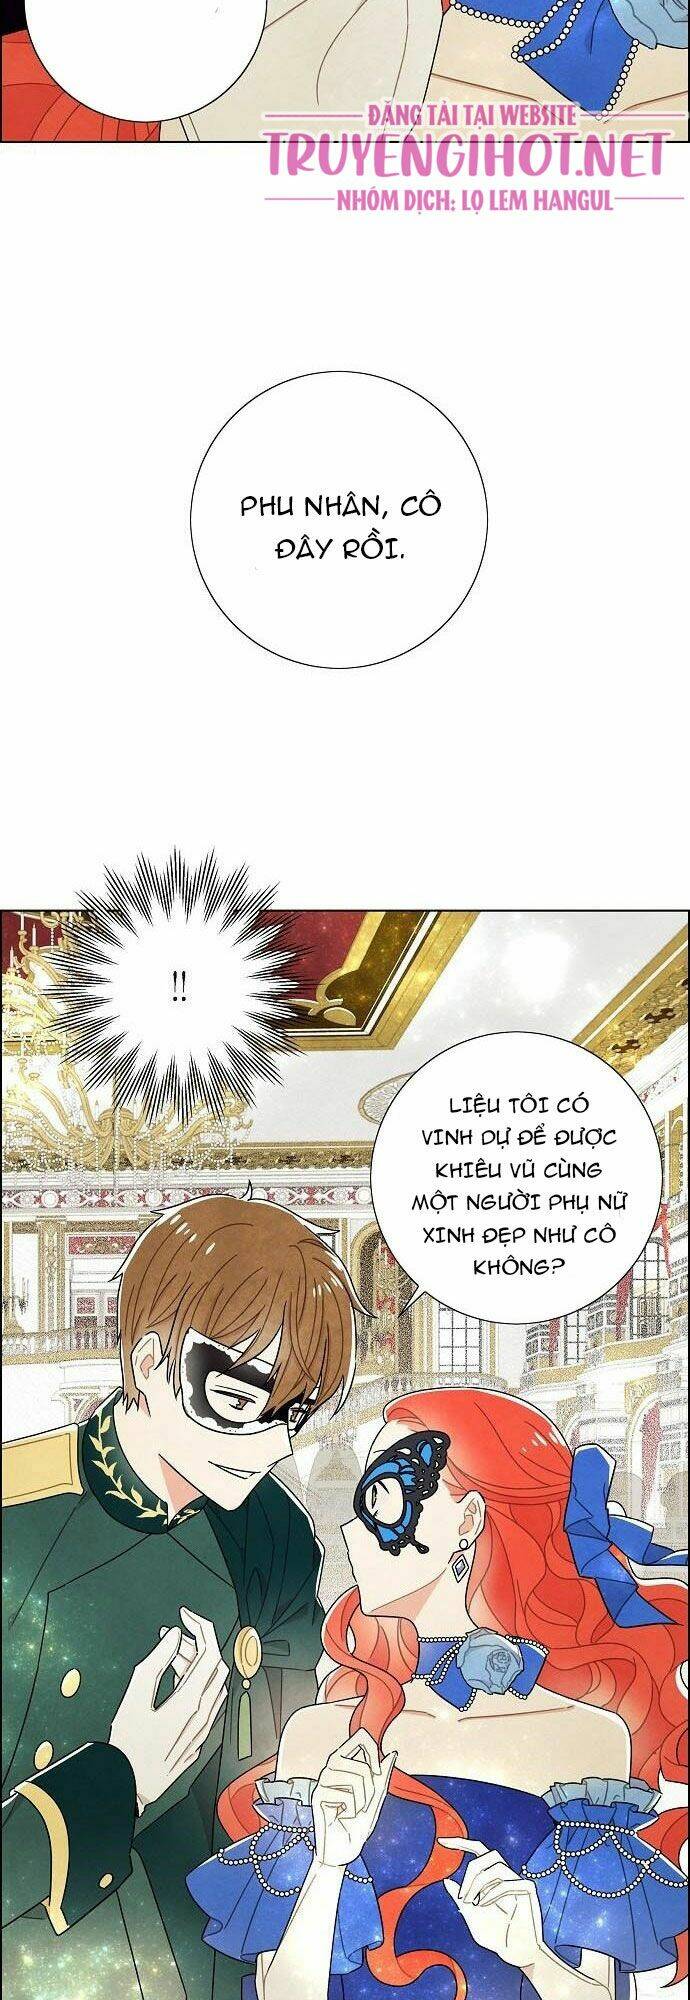 ĐĂNG TẢI TẠI WEBSITE
TRUYENGIHOT.NET
NHÓM DỊCH: LỌ LEM HANGUL
PHU NHÂN, CÔ
ĐÂY RỒI.
!!
LIỆU TÔI CÓ
VINH DỰ ĐỂ ĐƯỢC
KHIÊU VŨ CÙNG
MỘT NGƯỜI PHỤ NỮ
XINH ĐẸP NHƯ CÔ
KHÔNG?